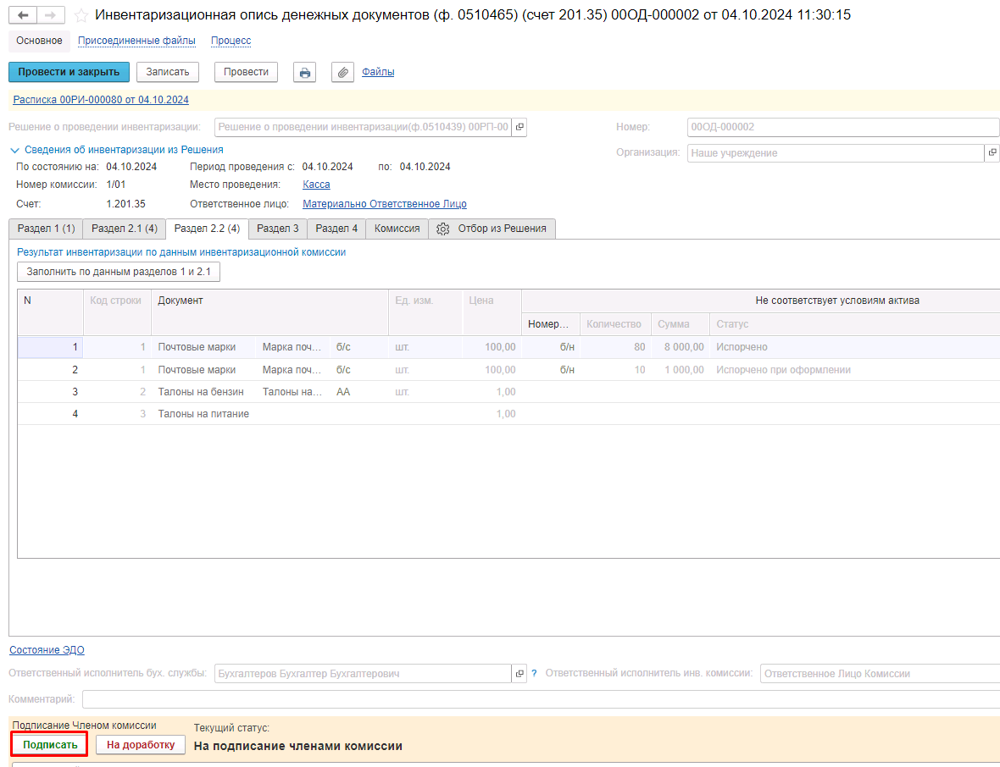 Инвентаризационная опись денежных документов (ф. 0510465) (счет 201.35) 00ОД-000002 от 04.10.2024 11:30:15
Основное Присоединенные файлы Процесс
Провести и закрыть Записать Провести Файлы
Расписка 00РИ-000080 от 04.10.2024
Решение о проведении инвентаризации: Решение о проведении инвентаризации(ф.0510439) 00РП-00 Номер: 00ОД-000002
Организация: Наше учреждение
Сведения об инвентаризации из Решения
По состоянию на: 04.10.2024 Период проведения с: 04.10.2024 по: 04.10.2024
Номер комиссии: 1/01 Место проведения: Касса
Счет: 1.201.35 Ответственное лицо: Материально Ответственное Лицо
Раздел 1 (1) Раздел 2.1 (4) Раздел 2.2 (4) Раздел 3 Раздел 4 Комиссия Отбор из Решения
Результат инвентаризации по данным инвентаризационной комиссии
Заполнить по данным разделов 1 и 2.1
N Код строки Документ Ед. изм. Цена Не соответствует условиям актива
Номер... Количество Сумма Статус
1 1 Почтовые марки Марка поч... б/с шт. 100,00 б/н 80 8 000,00 Испорчено
2 1 Почтовые марки Марка поч... б/с шт. 100,00 б/н 10 1 000,00 Испорчено при оформлении
3 2 Талоны на бензин Талоны на... АА шт. 1,00
4 3 Талоны на питание 1,00
Состояние ЭДО
Ответственный исполнитель бух. службы: Бухгалтеров Бухгалтер Бухгалтерович ? Ответственный исполнитель инв. комиссии: Ответственное Лицо Комиссии
Комментарий:
Подписание Членом комиссии Текущий статус:
Подписать На доработку На подписание членами комиссии